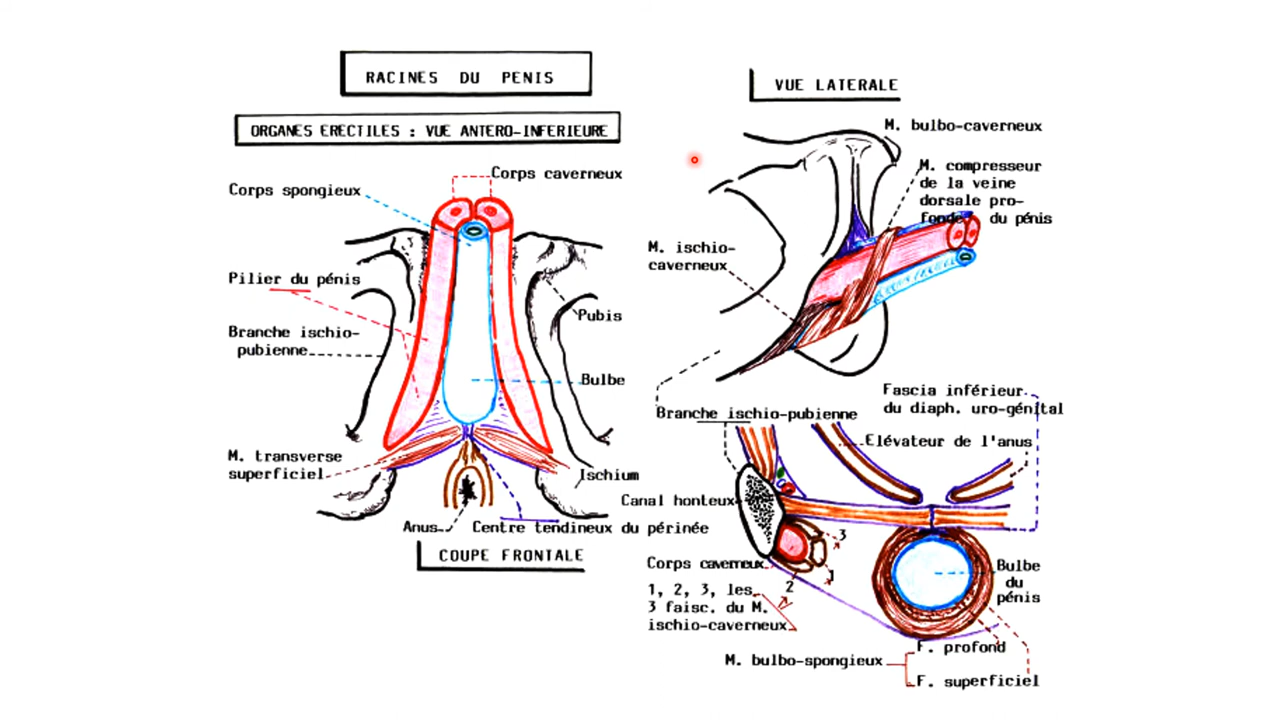 RACINES DU PENIS
ORGANES ERECTILES : VUE ANTERO-INFERIEURE
Corps caverneux
Corps spongieux
Pilier du pénis
Branche ischio-
pubienne
Pubis
Bulbe
M. transverse
superficiel
Ischium
Anus
Centre tendineux du périnée
COUPE FRONTALE
VUE LATERALE
M. bulbo-caverneux
M. compresseur
de la veine
dorsale pro-
fonde du pénis
M. ischio-
caverneux
Branche ischio-pubienne
Fascia inférieur
du diaph. uro-génital
Elévateur de l'anus
Canal honteux
Corps caverneux
3
1
2
1, 2, 3, les
3 faisc. du M.
ischio-caverneux
Bulbe
du
pénis
M. bulbo-spongieux
F. profond
F. superficiel